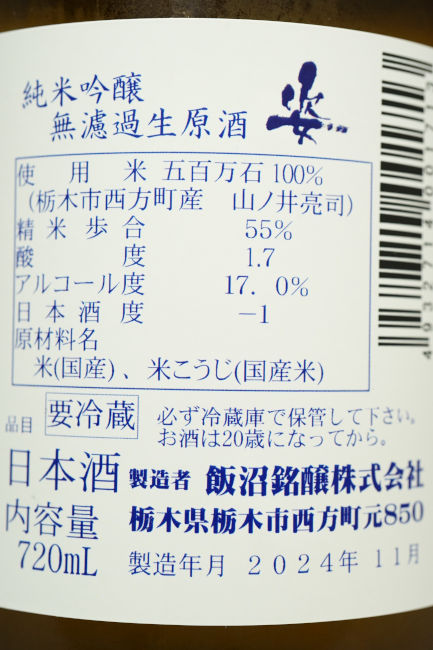 純米吟醸
無濾過生原酒 姿
使用米 五百万石 100%
(栃木市西方町産 山ノ井亮司)
精米歩合 55%
酸度 1.7
アルコール度 17. 0%
日本酒度 −1
原材料名
米(国産)、米こうじ(国産米)
品目 要冷蔵 必ず冷蔵庫で保管して下さい。
お酒は20歳になってから。
日本酒 製造者 飯沼銘醸株式会社
内容量 栃木県栃木市西方町元850
720mL 製造年月 2024年 11月